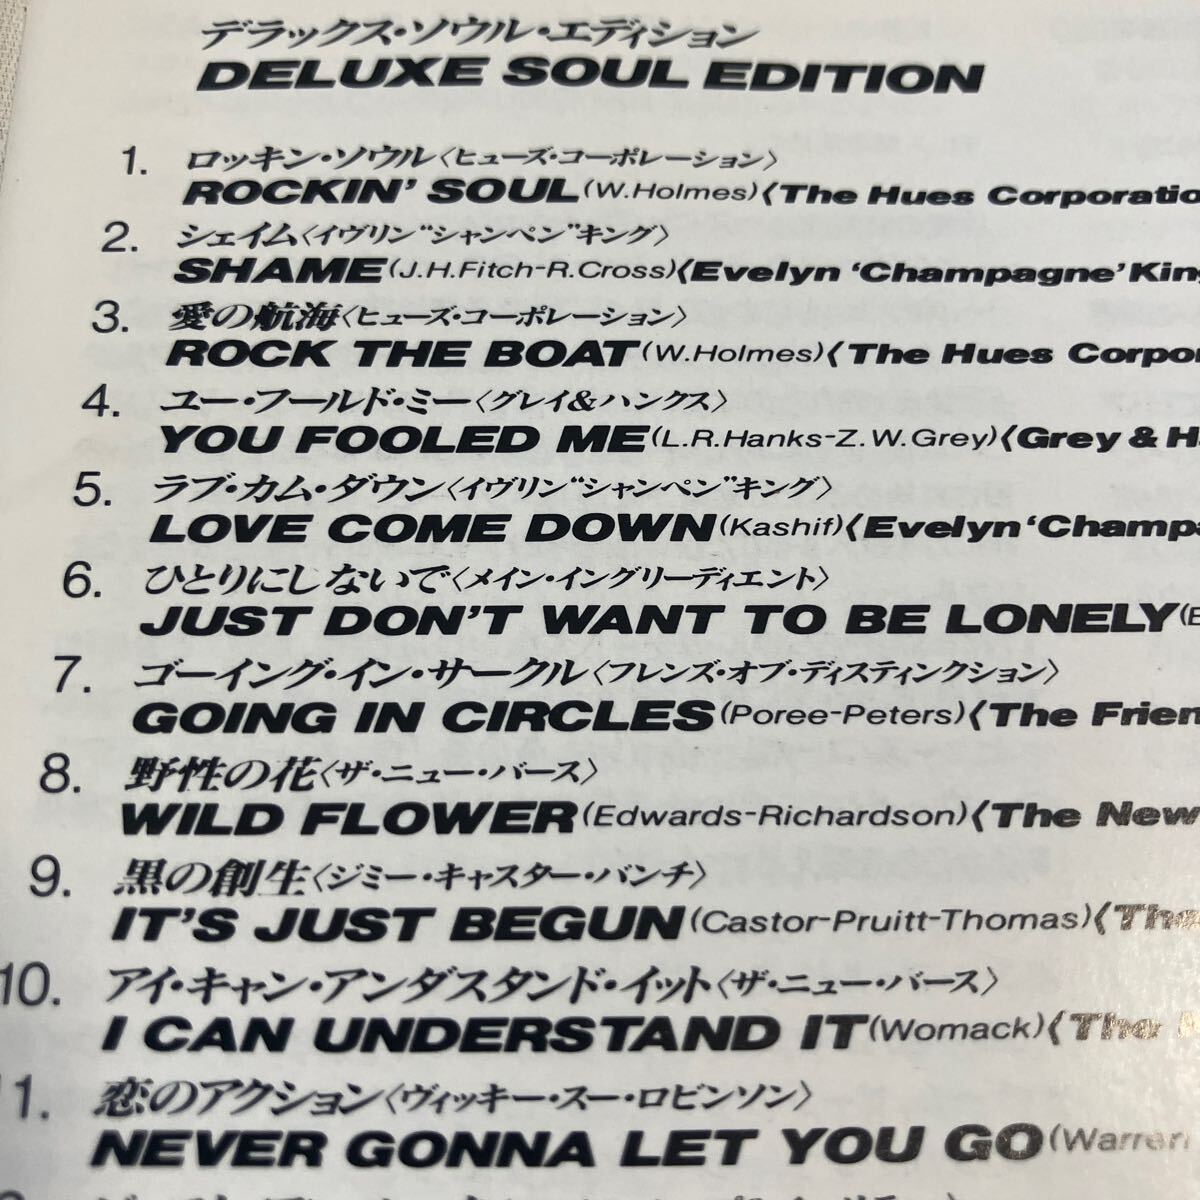 デラックス・ソウル・エディション
DELUXE SOUL EDITION
1. ロッキン・ソウル〈ヒューズ・コーポレーション〉
ROCKIN' SOUL(W.Holmes)〈The Hues Corporatio
2. シェイム〈イヴリン"シャンペン"キング〉
SHAME(J.H.Fitch-R.Cross)〈Evelyn 'Champagne' King
3. 愛の航海〈ヒューズ・コーポレーション〉
ROCK THE BOAT(W.Holmes)〈The Hues Corpor
4. ユー・フールド・ミー〈グレイ&ハンクス〉
YOU FOOLED ME(L.R.Hanks-Z.W.Grey)〈Grey & H
5. ラブ・カム・ダウン〈イヴリン"シャンペン"キング〉
LOVE COME DOWN(Kashif)〈Evelyn 'Champa
6. ひとりにしないで〈メイン・イングリーディエント〉
JUST DON'T WANT TO BE LONELY(
7. ゴーイング・イン・サークル〈フレンズ・オブ・ディスティンクション〉
GOING IN CIRCLES(Poree-Peters)〈The Frien
8. 野性の花〈ザ・ニュー・バース〉
WILD FLOWER(Edwards-Richardson)〈The New
9. 黒の創生〈ジミー・キャスター・バンチ〉
IT'S JUST BEGUN(Castor-Pruitt-Thomas)〈The
10. アイ・キャン・アンダスタンド・イット〈ザ・ニュー・バース〉
I CAN UNDERSTAND IT(Womack)〈The
11. 恋のアクション〈ヴィッキー・スー・ロビンソン〉
NEVER GONNA LET YOU GO(Warren